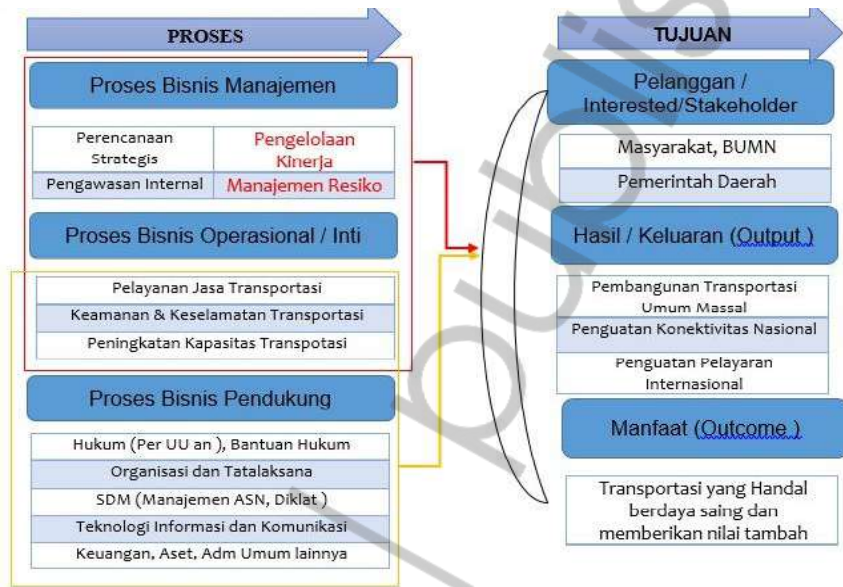 PROSES
Proses Bisnis Manajemen
Perencanaan
Strategis
Pengelolaan
Kinerja
Pengawasan Internal
Manajemen Resiko
Proses Bisnis Operasional / Inti
Pelayanan Jasa Transportasi
Keamanan & Keselamatan Transportasi
Peningkatan Kapasitas Transpotasi
Proses Bisnis Pendukung
Hukum (Per UU an ), Bantuan Hukum
Organisasi dan Tatalaksana
SDM (Manajemen ASN, Diklat )
Teknologi Informasi dan Komunikasi
Keuangan, Aset, Adm Umum lainnya
TUJUAN
Pelanggan /
Interested/Stakeholder
Masyarakat, BUMN
Pemerintah Daerah
Hasil / Keluaran (Output )
Pembangunan Transportasi
Umum Massal
Penguatan Konektivitas Nasional
Penguatan Pelayaran
Internasional
Manfaat (Outcome )
Transportasi yang Handal
berdaya saing dan
memberikan nilai tambah
publis